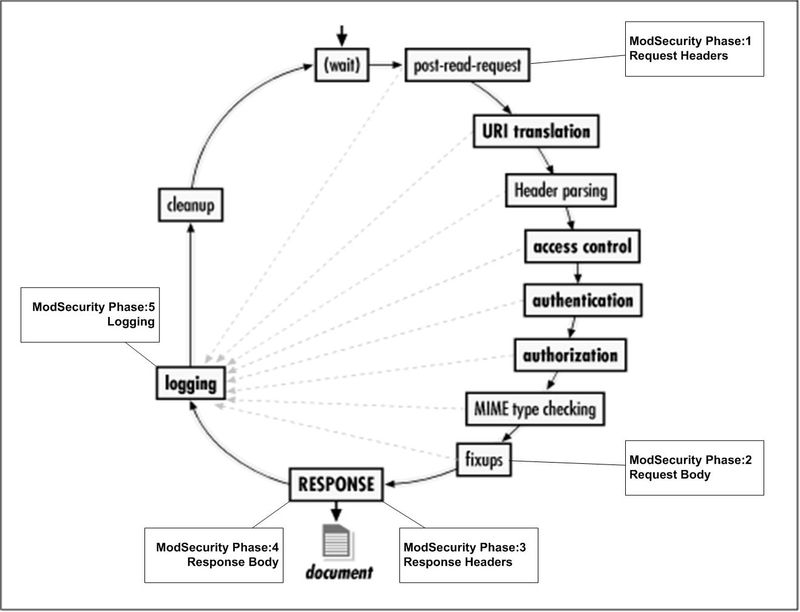 ModSecurity Phase:1
Request Headers
(wait)
post-read-request
URI translation
Header parsing
cleanup
access control
ModSecurity Phase:5
Logging
authentication
authorization
logging
MIME type checking
fixups
ModSecurity Phase:2
Request Body
RESPONSE
ModSecurity Phase:4
Response Body
ModSecurity Phase:3
Response Headers
document